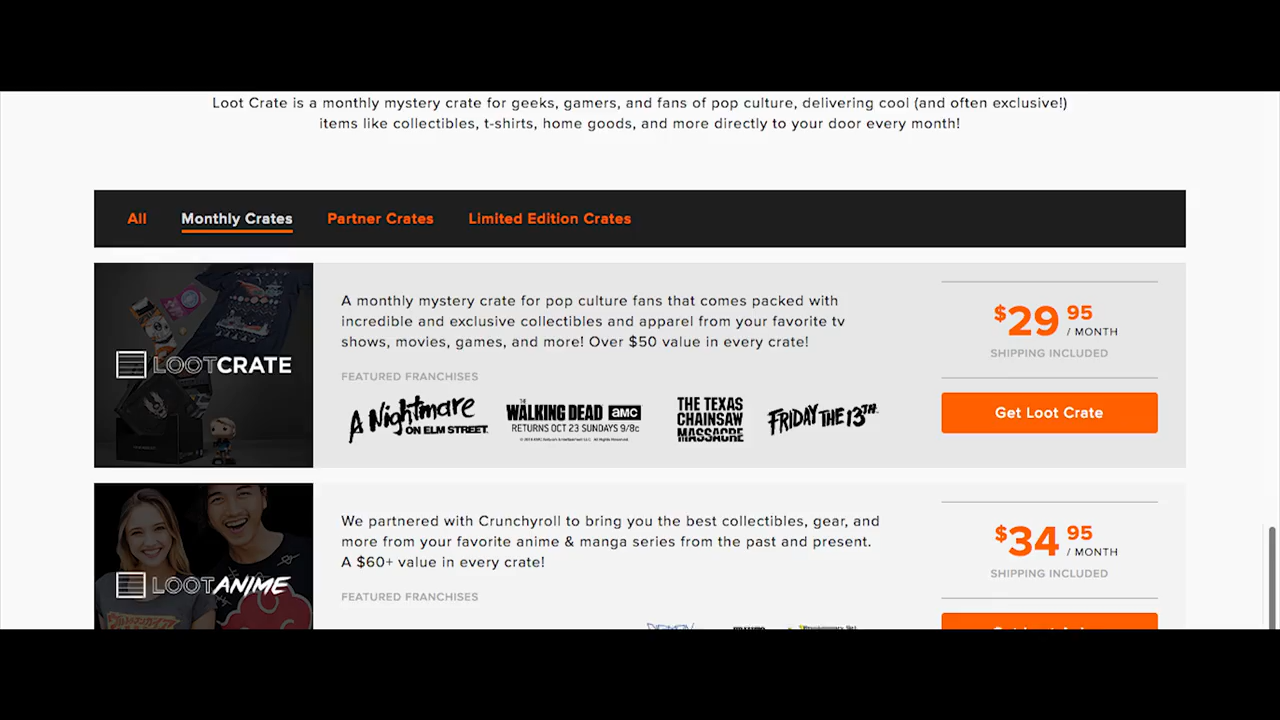 Loot Crate is a monthly mystery crate for geeks, gamers, and fans of pop culture, delivering cool (and often exclusive!)
items like collectibles, t-shirts, home goods, and more directly to your door every month!
All
Monthly Crates
Partner Crates
Limited Edition Crates
LOOTCRATE
A monthly mystery crate for pop culture fans that comes packed with
incredible and exclusive collectibles and apparel from your favorite tv
shows, movies, games, and more! Over $50 value in every crate!
FEATURED FRANCHISES
A Nightmare
ON ELM STREET
THE
WALKING DEAD amc
RETURNS OCT 23 SUNDAYS 9/8c
THE TEXAS
CHAINSAW
MASSACRE
FRIDAY THE 13TH
$29 95
/ MONTH
SHIPPING INCLUDED
Get Loot Crate
LOOTANIME
We partnered with Crunchyroll to bring you the best collectibles, gear, and
more from your favorite anime & manga series from the past and present.
A $60+ value in every crate!
FEATURED FRANCHISES
$34 95
/ MONTH
SHIPPING INCLUDED